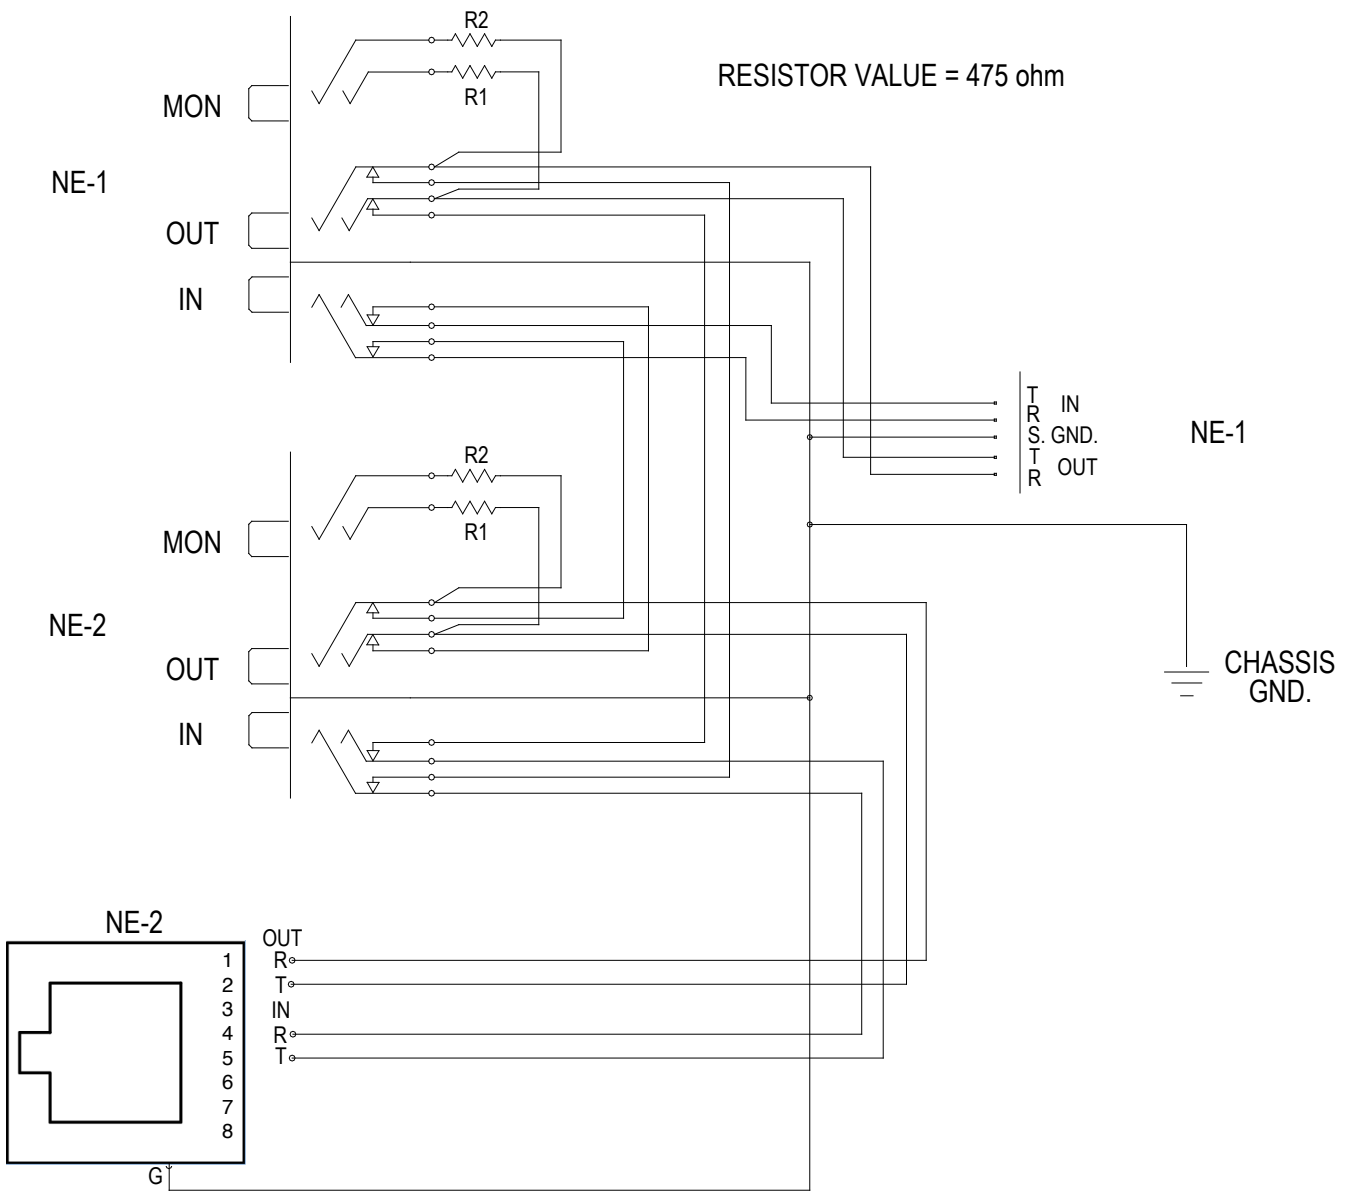 R2
RESISTOR VALUE = 475 ohm
R1
MON
NE-1
OUT
IN
T
R
IN
S. GND.
T
R
OUT
NE-1
R2
R1
MON
NE-2
OUT
IN
CHASSIS
GND.
NE-2
OUT
1 R
2 T
3 IN
4 R
5 T
6
7
8
G